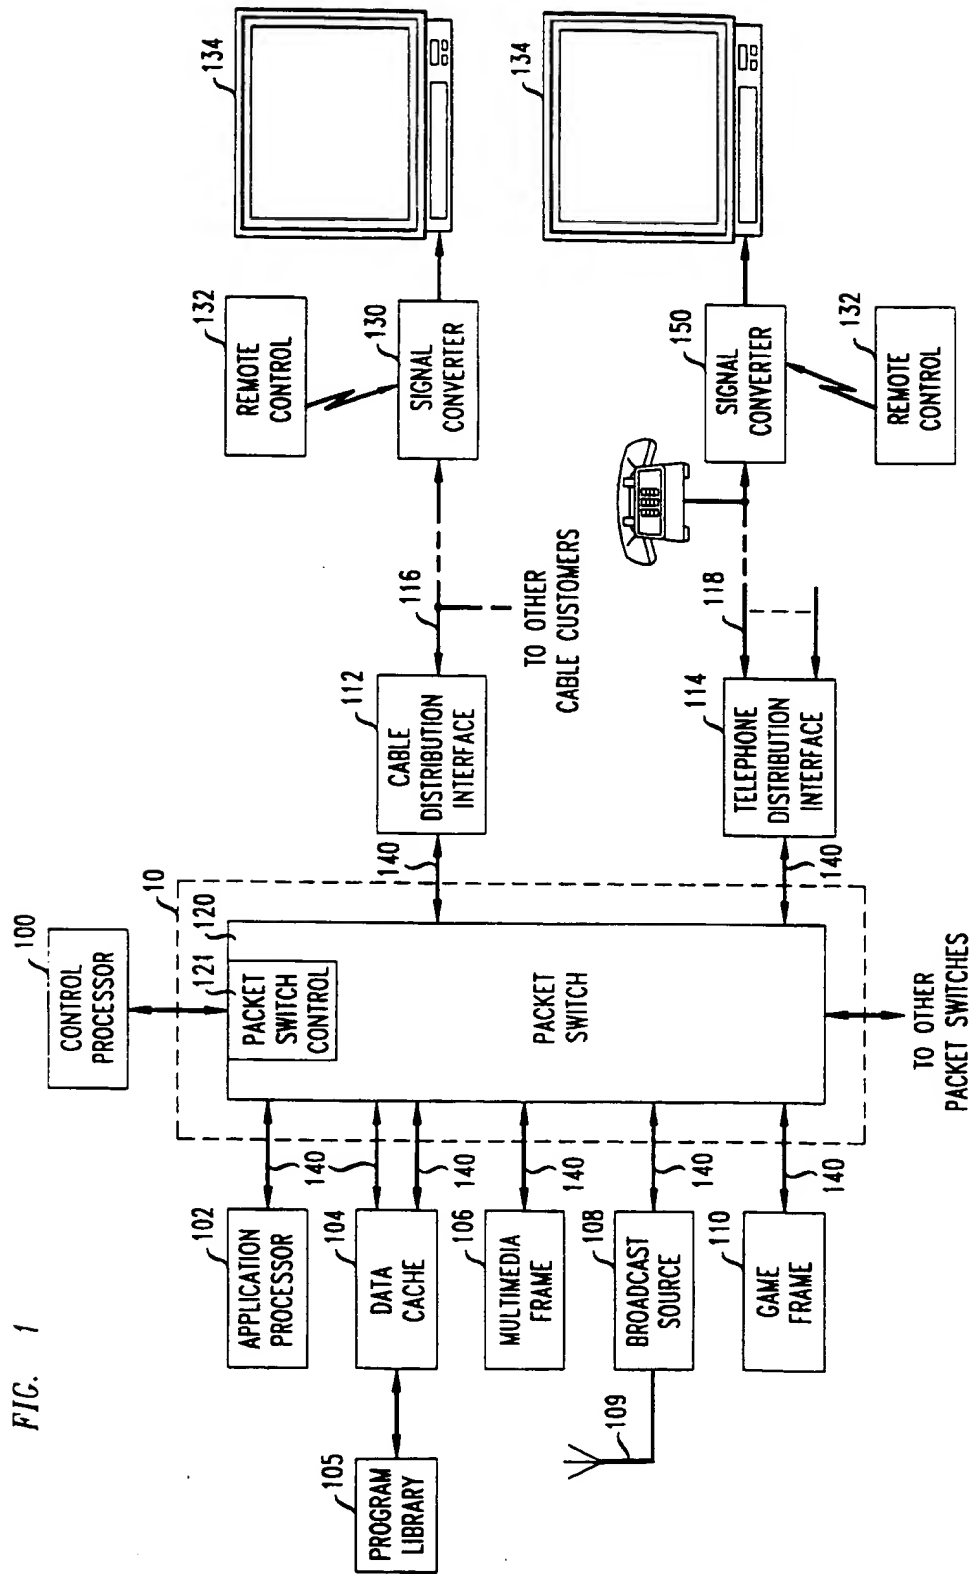 FIG. 1
100
CONTROL
PROCESSOR
10
120
121
PACKET
SWITCH
CONTROL
PACKET
SWITCH
102
APPLICATION
PROCESSOR
140
104
DATA
CACHE
140
140
105
PROGRAM
LIBRARY
106
MULTIMEDIA
FRAME
140
108
BROADCAST
SOURCE
140
109
110
GAME
FRAME
140
TO OTHER
PACKET SWITCHES
140
112
CABLE
DISTRIBUTION
INTERFACE
116
TO OTHER
CABLE CUSTOMERS
132
REMOTE
CONTROL
130
SIGNAL
CONVERTER
134
140
114
TELEPHONE
DISTRIBUTION
INTERFACE
118
150
SIGNAL
CONVERTER
132
REMOTE
CONTROL
134